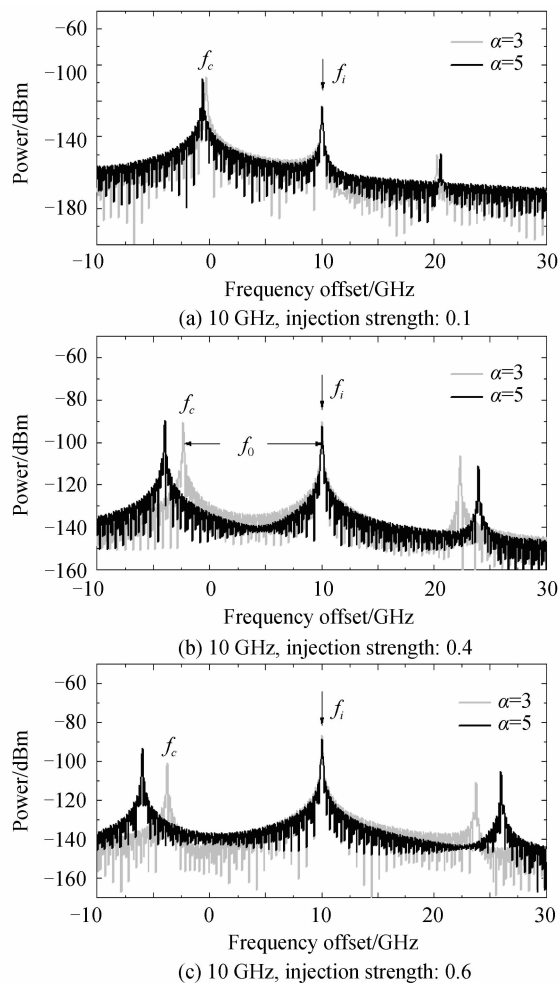 −60
−100
−140
−180
Power/dBm
f_c
f_i
α=3
α=5
−10 0 10 20 30
Frequency offset/GHz
(a) 10 GHz, injection strength: 0.1
−60
−80
−100
−120
−140
−160
Power/dBm
f_c
f_i
f_0
α=3
α=5
−10 0 10 20 30
Frequency offset/GHz
(b) 10 GHz, injection strength: 0.4
−60
−80
−100
−120
−140
−160
Power/dBm
f_c
f_i
α=3
α=5
−10 0 10 20 30
Frequency offset/GHz
(c) 10 GHz, injection strength: 0.6